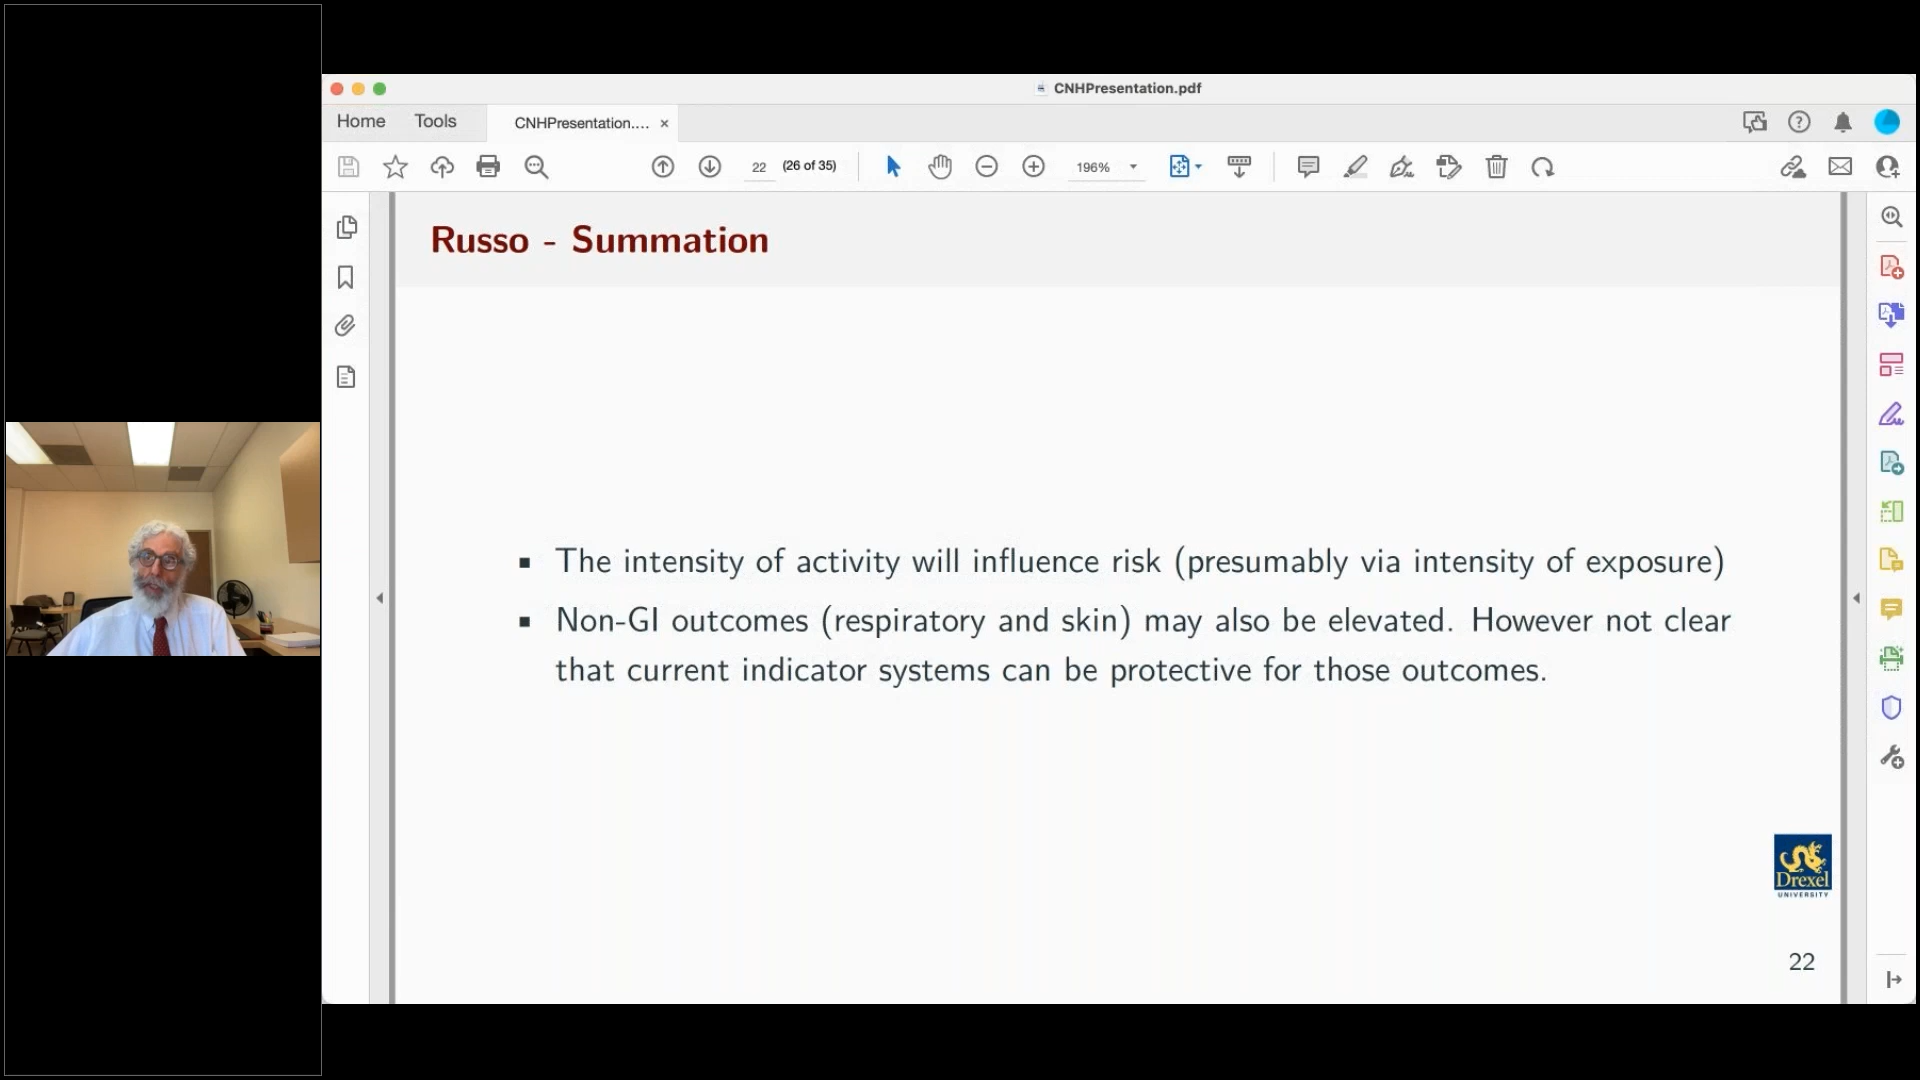 CNHPresentation.pdf
Home Tools CNHPresentation.... ×
22 (26 of 35) 196%
Russo - Summation
▪ The intensity of activity will influence risk (presumably via intensity of exposure)
▪ Non-GI outcomes (respiratory and skin) may also be elevated. However not clear
that current indicator systems can be protective for those outcomes.
Drexel
UNIVERSITY
22